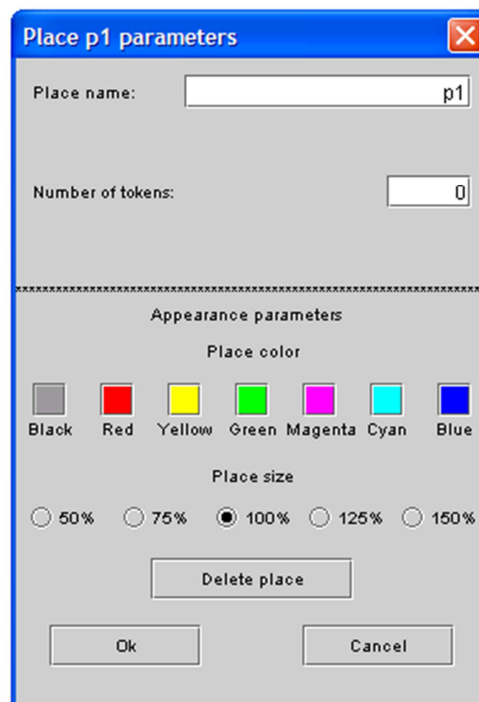 Place p1 parameters
Place name: p1
Number of tokens: 0
Appearance parameters
Place color
Black Red Yellow Green Magenta Cyan Blue
Place size
50% 75% 100% 125% 150%
Delete place
Ok Cancel